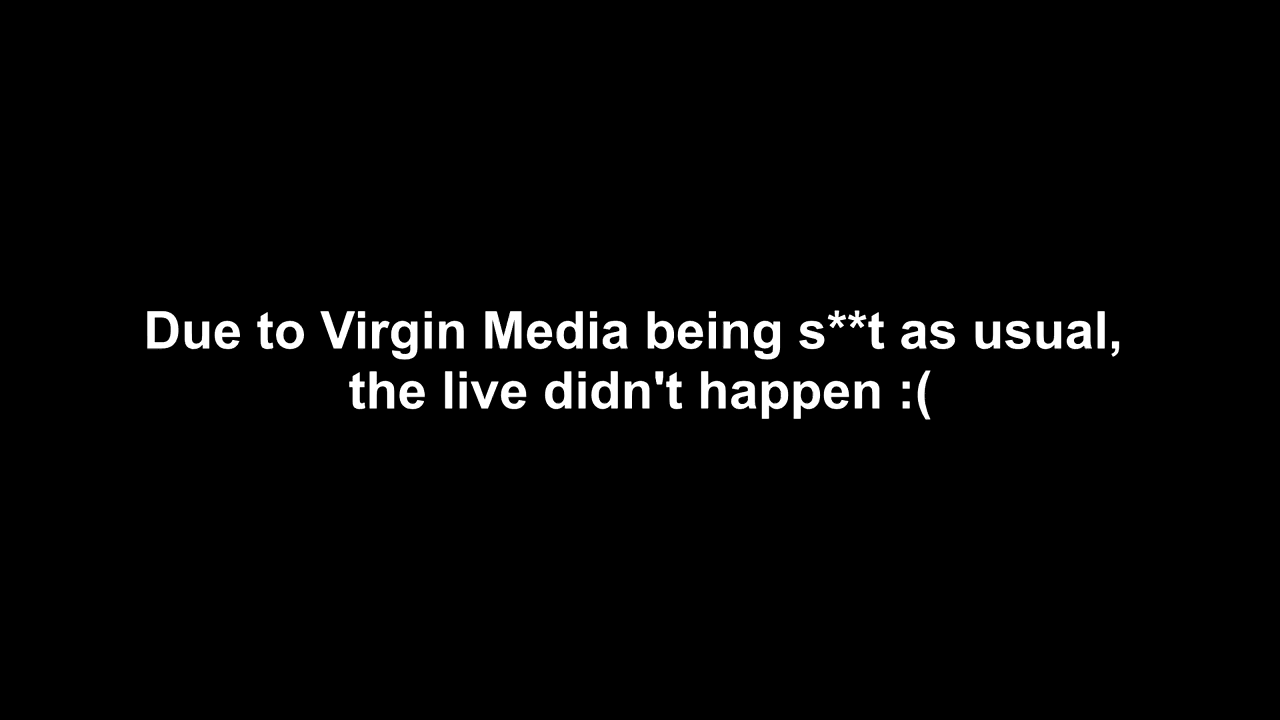 Due to Virgin Media being s**t as usual,
the live didn't happen :(